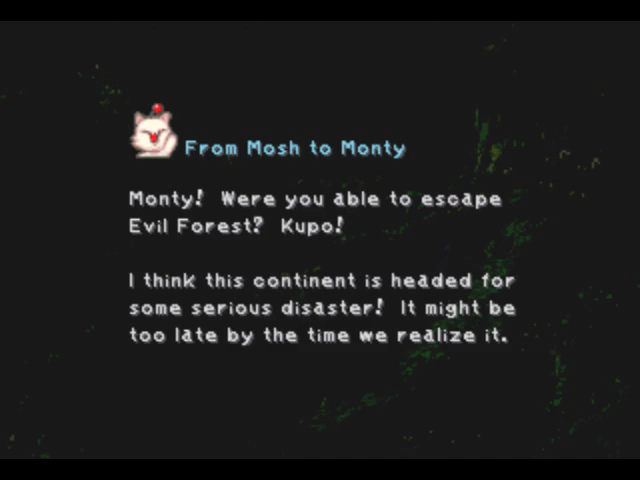 From Mosh to Monty
Monty! Were you able to escape
Evil Forest? Kupo!
I think this continent is headed for
some serious disaster! It might be
too late by the time we realize it.